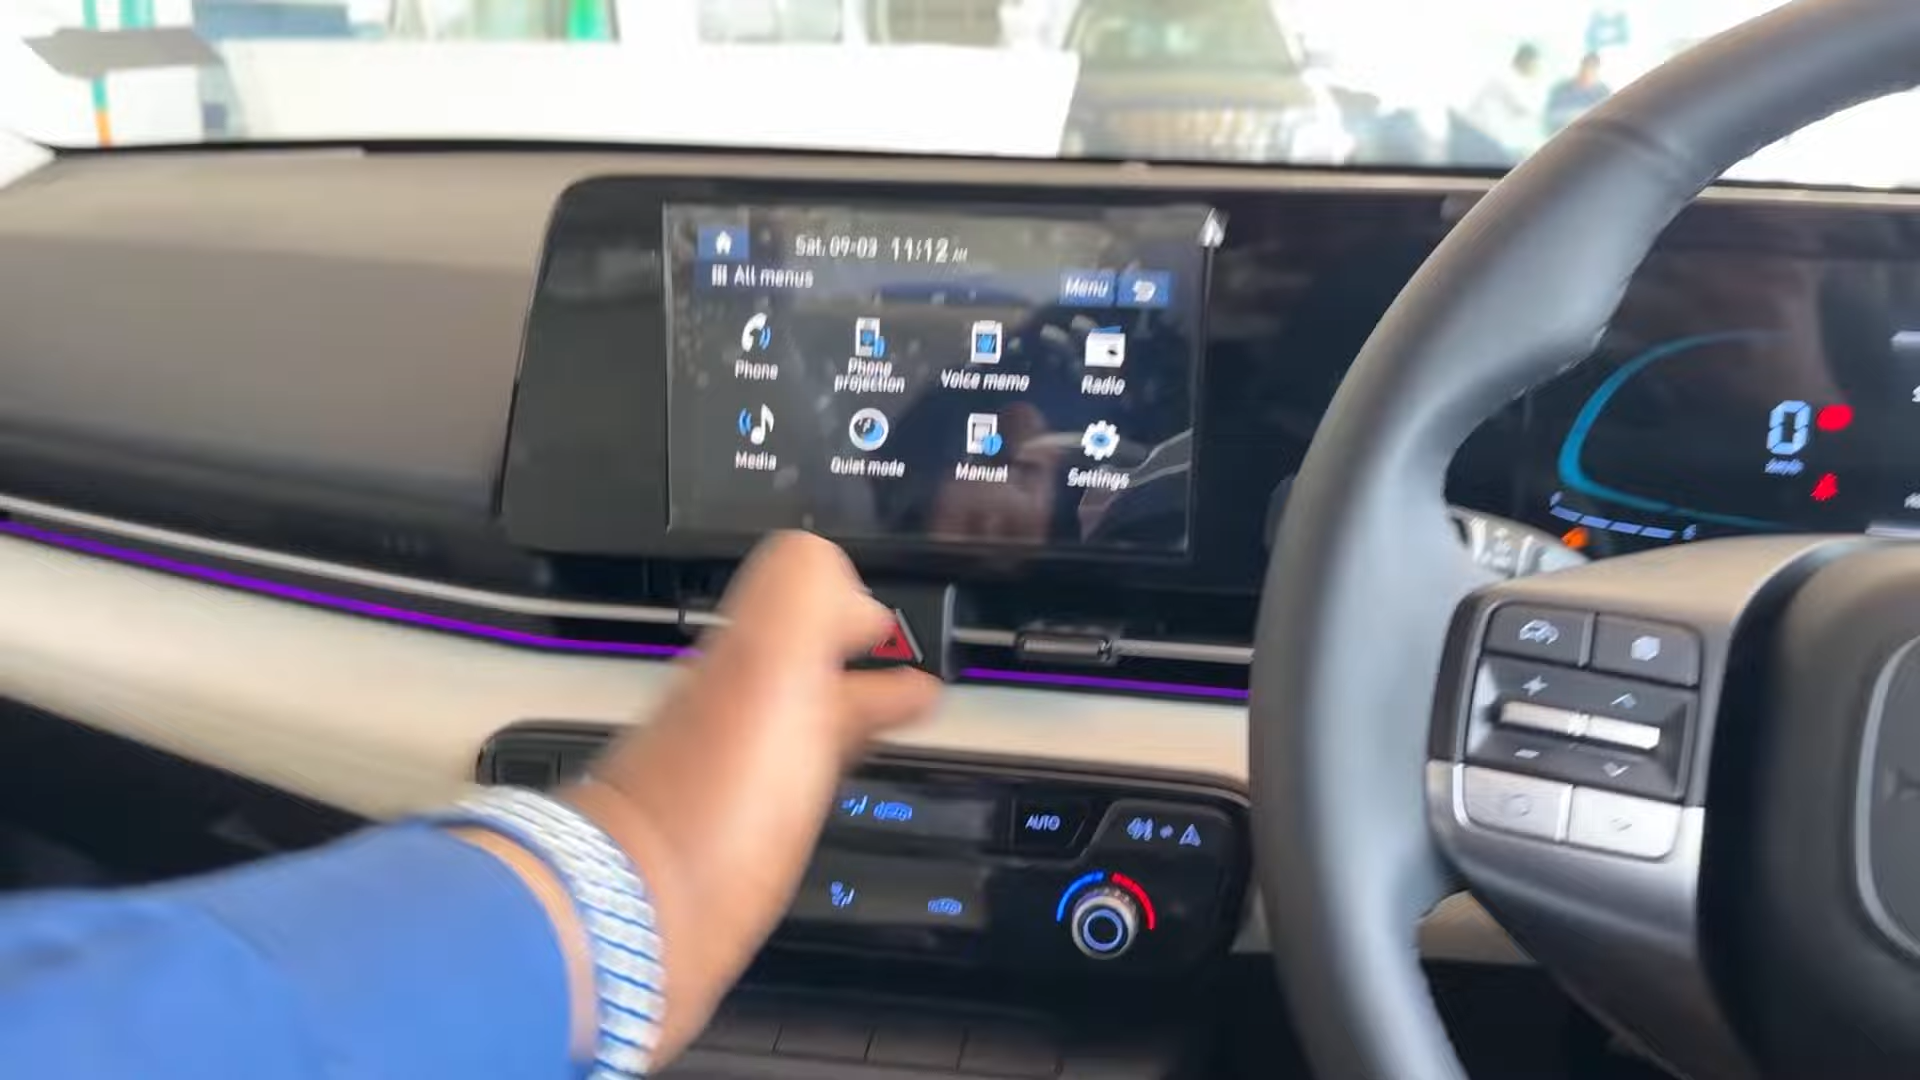 Sat. 09-03 11:12 AM
All menus
Menu
Phone
Phone projection
Voice memo
Radio
Media
Quiet mode
Manual
Settings
0
AUTO